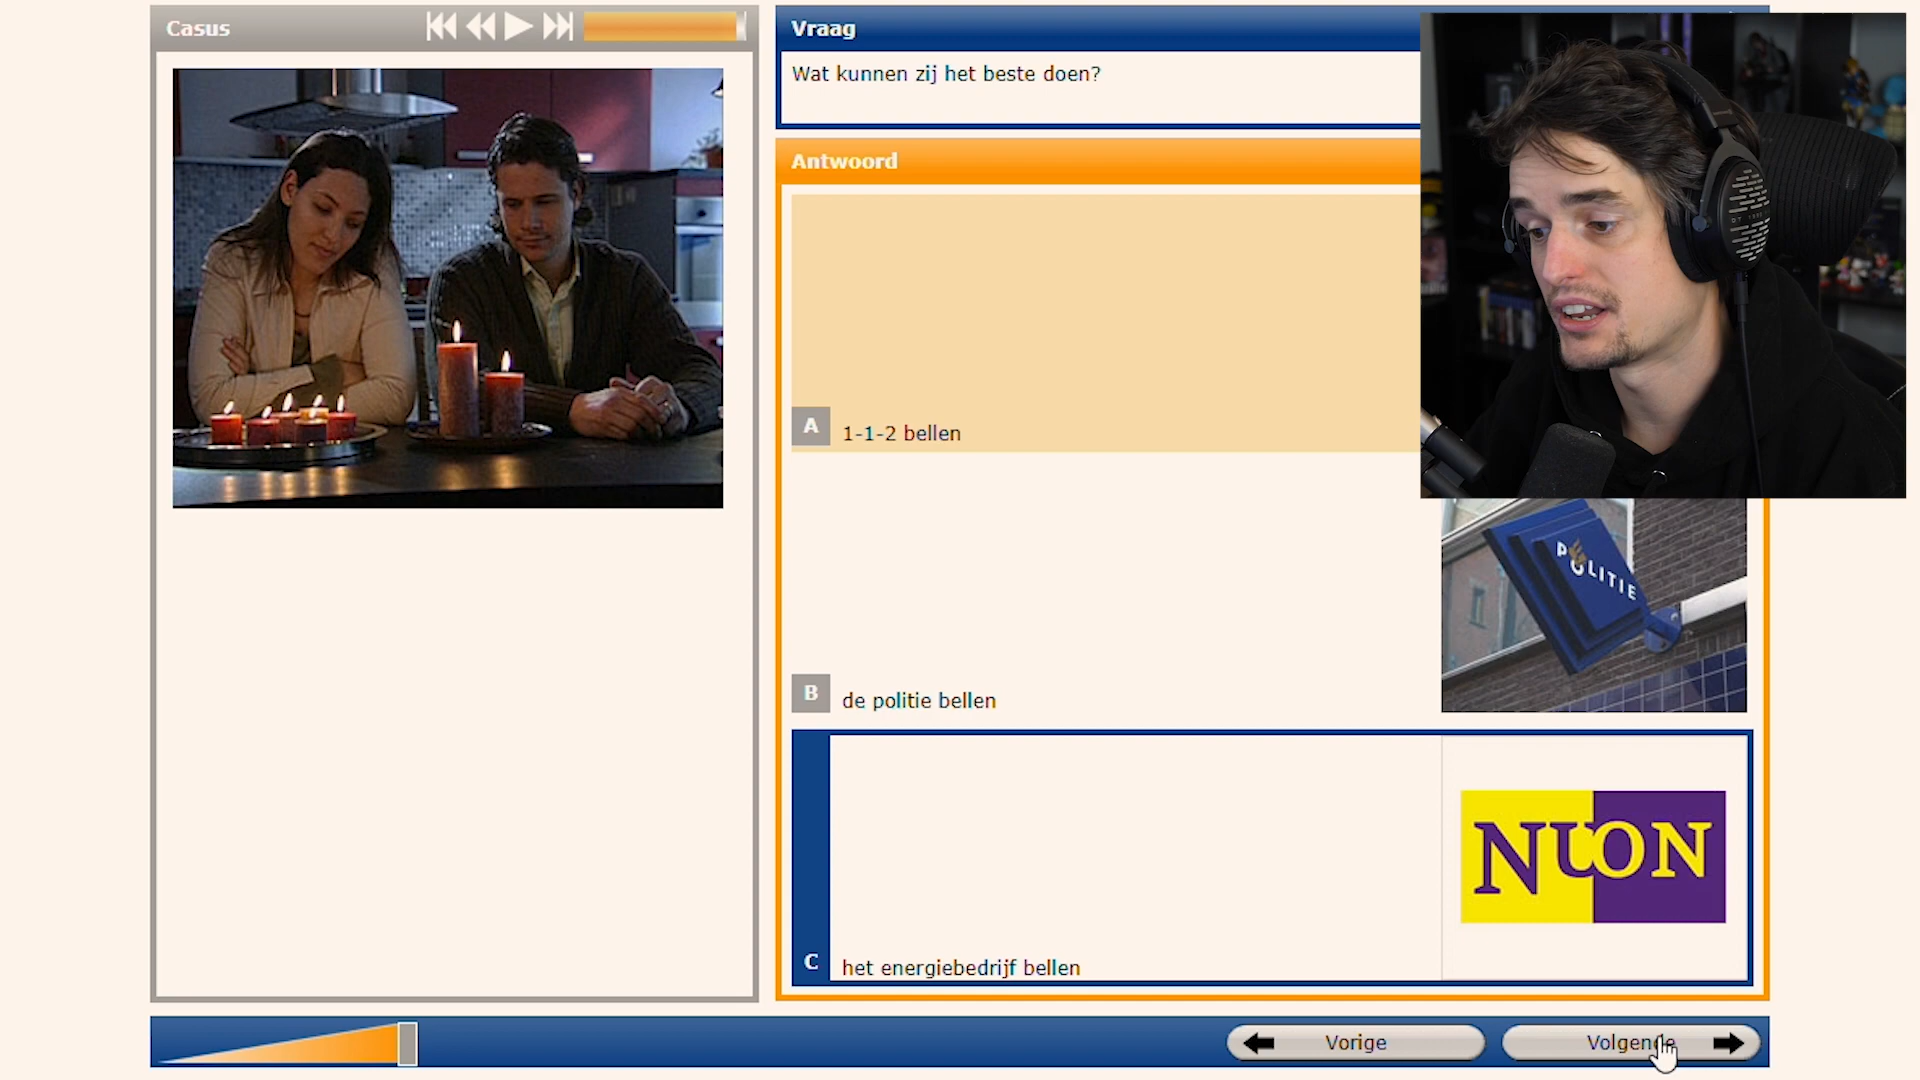 Casus
Vraag
Wat kunnen zij het beste doen?
Antwoord
A
1-1-2 bellen
POLITIE
B
de politie bellen
NUON
C
het energiebedrijf bellen
Vorige
Volgende